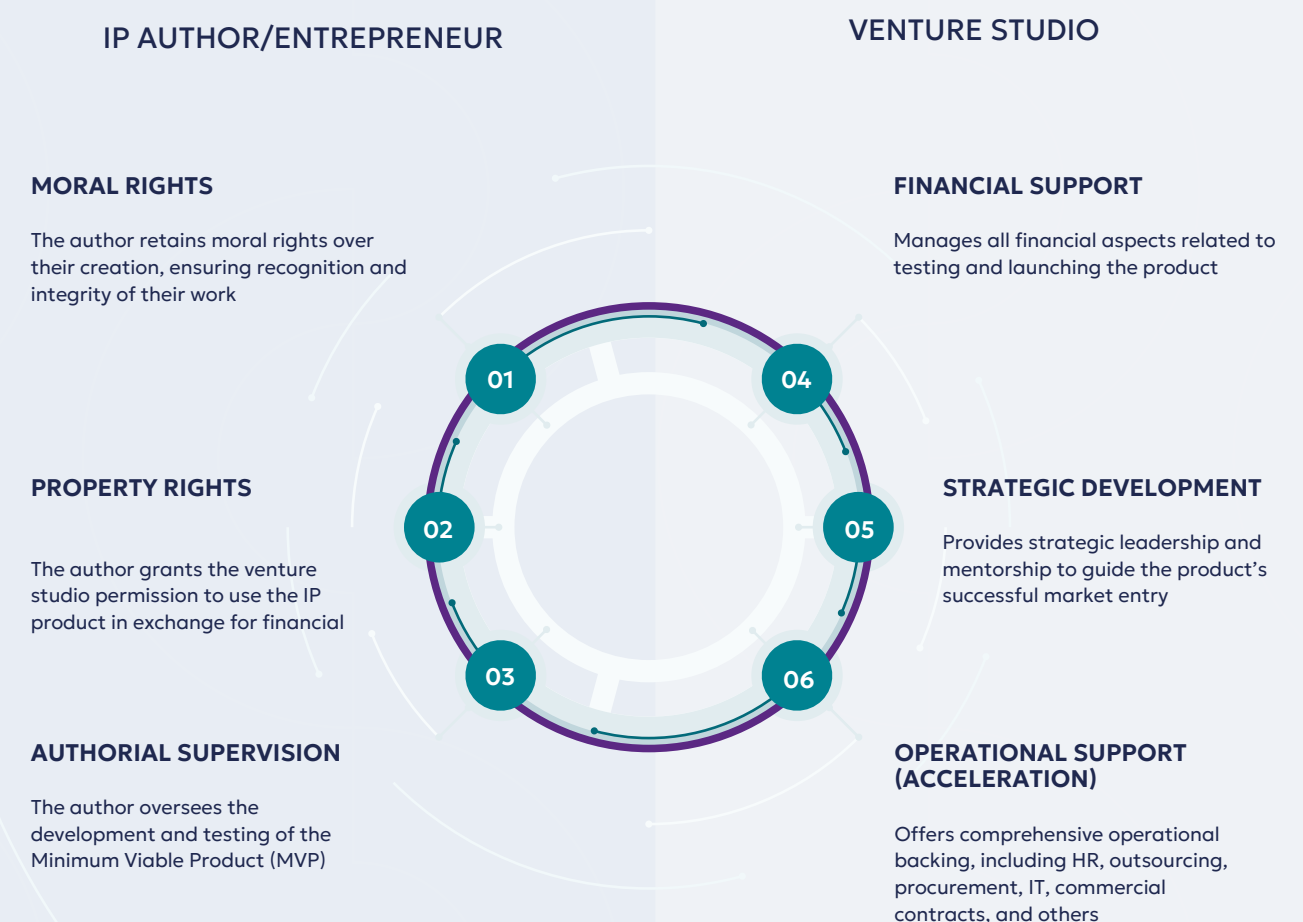 IP AUTHOR/ENTREPRENEUR
VENTURE STUDIO
MORAL RIGHTS
The author retains moral rights over
their creation, ensuring recognition and
integrity of their work
PROPERTY RIGHTS
The author grants the venture
studio permission to use the IP
product in exchange for financial
AUTHORIAL SUPERVISION
The author oversees the
development and testing of the
Minimum Viable Product (MVP)
01
02
03
04
05
06
FINANCIAL SUPPORT
Manages all financial aspects related to
testing and launching the product
STRATEGIC DEVELOPMENT
Provides strategic leadership and
mentorship to guide the product’s
successful market entry
OPERATIONAL SUPPORT
(ACCELERATION)
Offers comprehensive operational
backing, including HR, outsourcing,
procurement, IT, commercial
contracts, and others